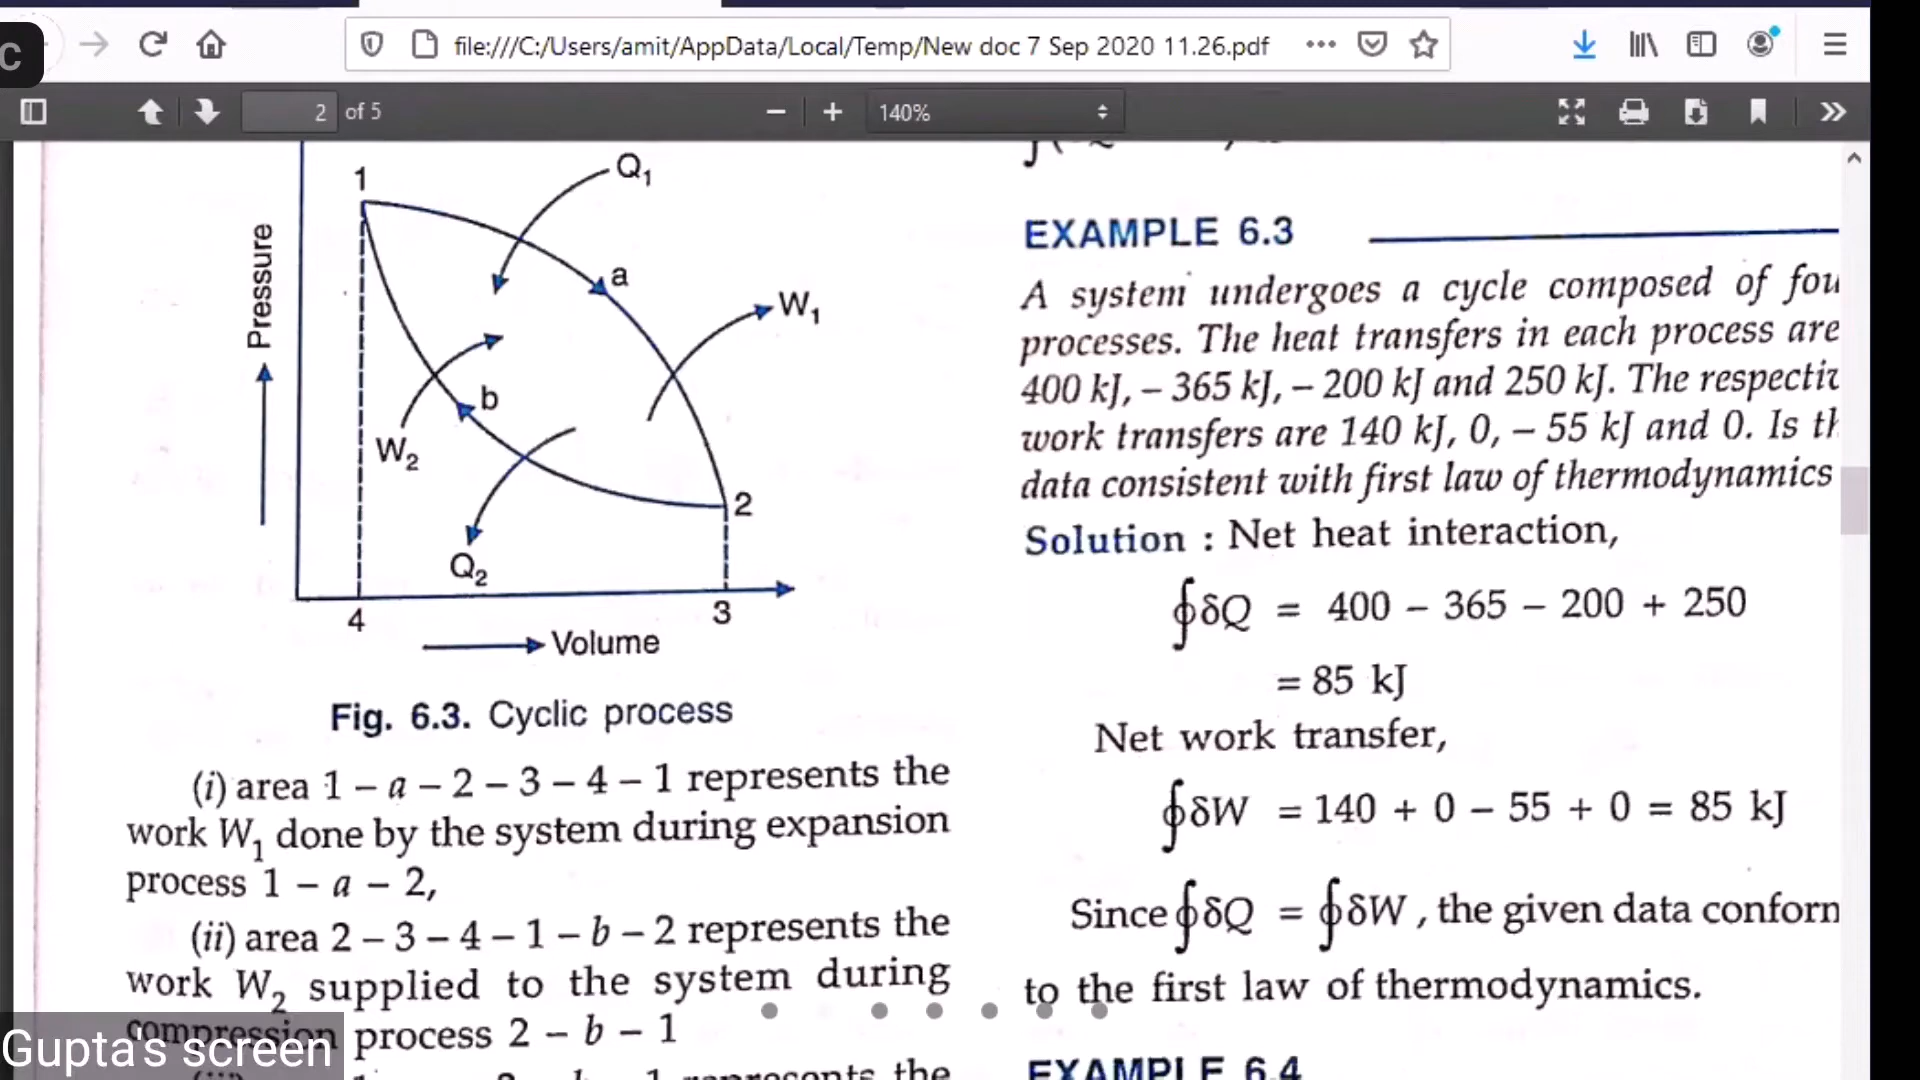 C
file:///C:/Users/amit/AppData/Local/Temp/New doc 7 Sep 2020 11.26.pdf
2 of 5
140%
1
Q1
a
W1
Pressure
b
W2
2
Q2
4
3
Volume
Fig. 6.3. Cyclic process
(i) area 1 – a – 2 – 3 – 4 – 1 represents the
work W1 done by the system during expansion
process 1 – a – 2,
(ii) area 2 – 3 – 4 – 1 – b – 2 represents the
work W2 supplied to the system during
compression process 2 – b – 1
EXAMPLE 6.3
A system undergoes a cycle composed of fou
processes. The heat transfers in each process are
400 kJ, – 365 kJ, – 200 kJ and 250 kJ. The respectiv
work transfers are 140 kJ, 0, – 55 kJ and 0. Is th
data consistent with first law of thermodynamics
Solution : Net heat interaction,
∮δQ = 400 – 365 – 200 + 250
= 85 kJ
Net work transfer,
∮δW = 140 + 0 – 55 + 0 = 85 kJ
Since ∮δQ = ∮δW , the given data conform
to the first law of thermodynamics.
EXAMPLE 6.4
Gupta's screen